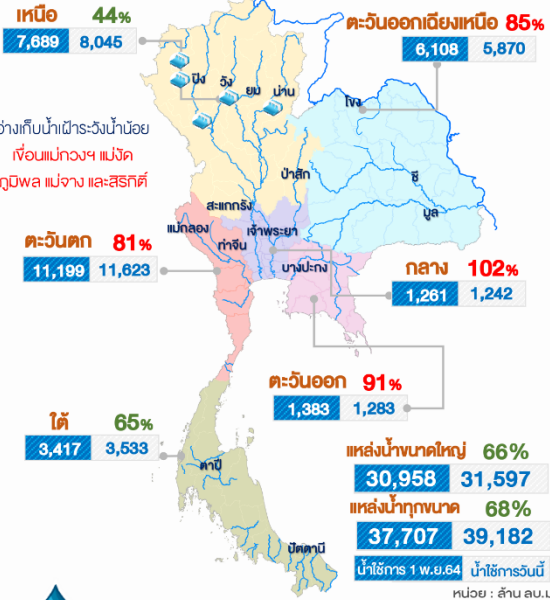 เหนือ 44%
7,689 8,045
ตะวันออกเฉียงเหนือ 85%
6,108 5,870
ปิง
วัง
ยม
น่าน
โขง
อ่างเก็บน้ำเฝ้าระวังน้ำน้อย
เขื่อนแม่กวงฯ แม่งัด
ภูมิพล แม่จาง และสิริกิติ์
ป่าสัก
ชี
มูล
สะแกกรัง
แม่กลอง
ท่าจีน
เจ้าพระยา
บางปะกง
ตะวันตก 81%
11,199 11,623
กลาง 102%
1,261 1,242
ตะวันออก 91%
1,383 1,283
ใต้ 65%
3,417 3,533
ตาปี
ปัตตานี
แหล่งน้ำขนาดใหญ่ 66%
30,958 31,597
แหล่งน้ำทุกขนาด 68%
37,707 39,182
น้ำใช้การ 1 พ.ย.64 น้ำใช้การวันนี้
หน่วย : ล้าน ลบ.ม